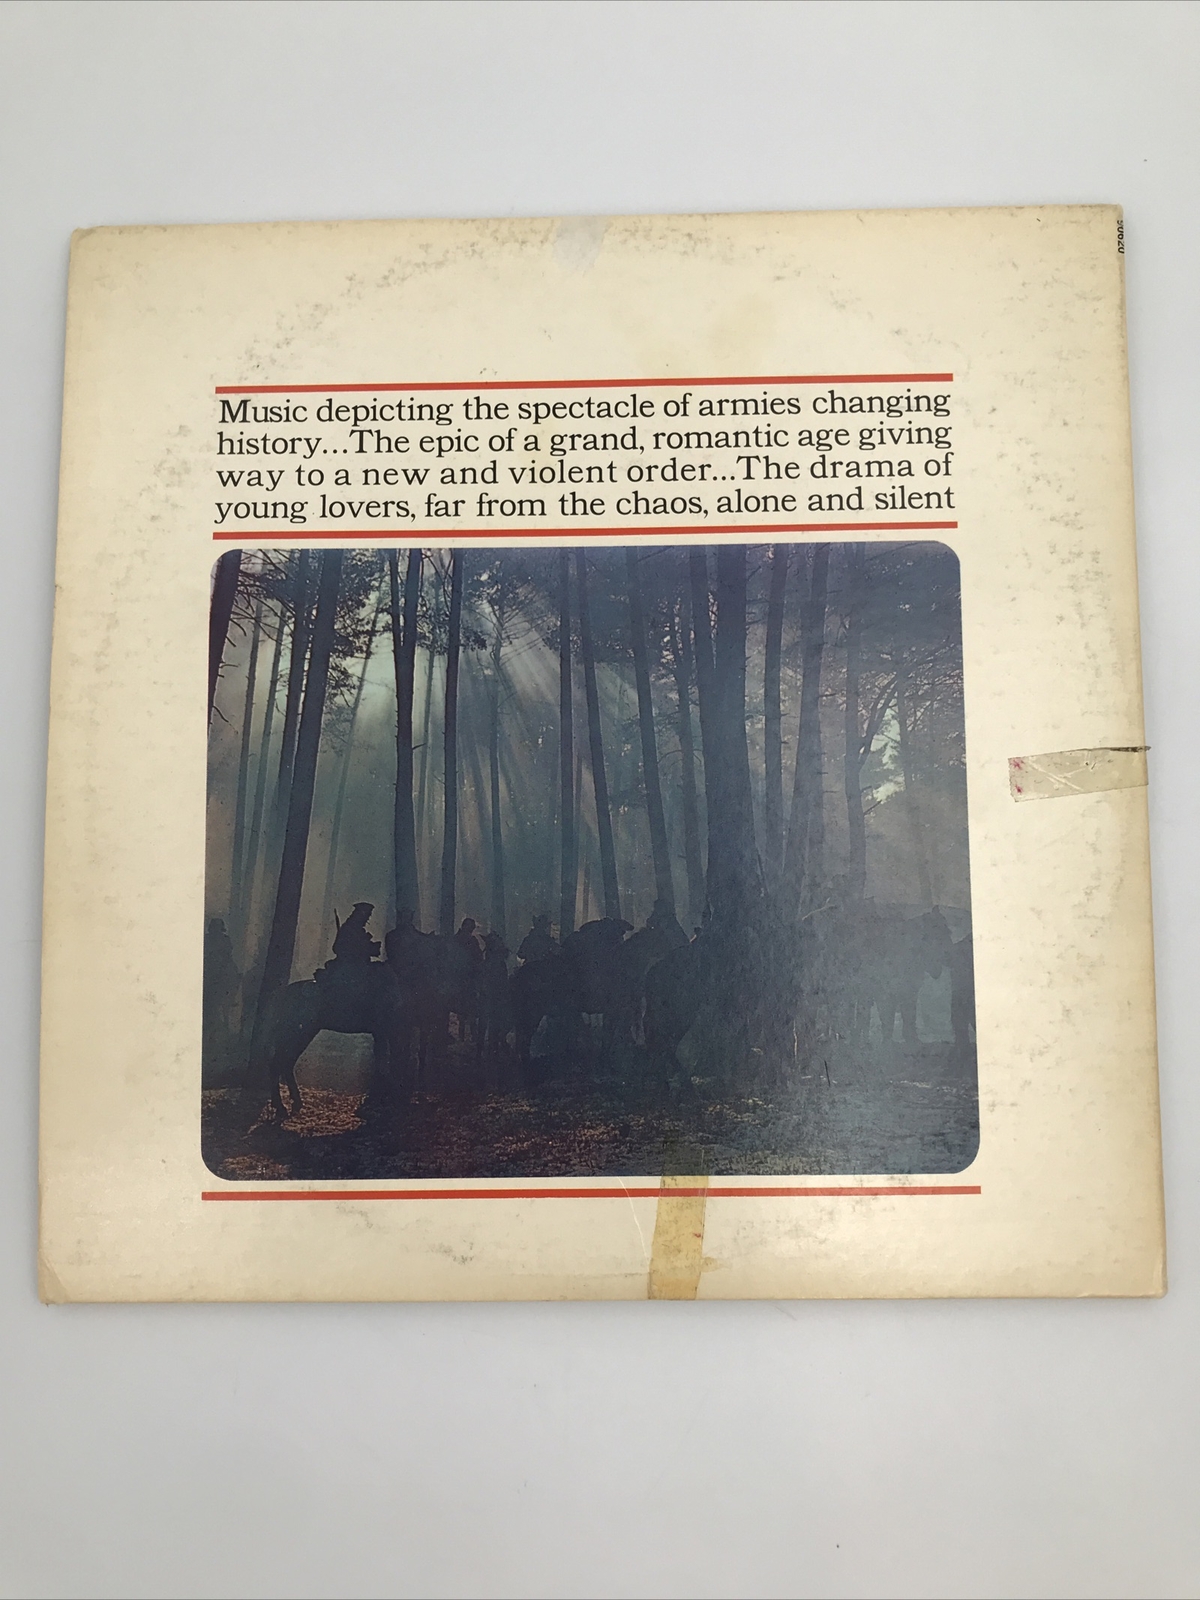 90620
Music depicting the spectacle of armies changing
history...The epic of a grand, romantic age giving
way to a new and violent order...The drama of
young lovers, far from the chaos, alone and silent